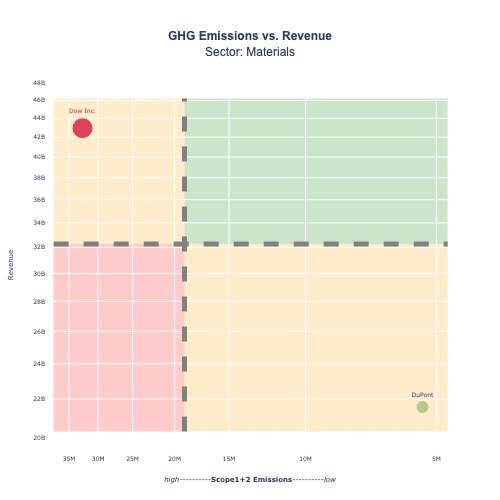 GHG Emissions vs. Revenue
Sector: Materials
48B
46B
Dow Inc.
44B
42B
40B
38B
36B
34B
32B
Revenue
30B
28B
26B
24B
DuPont
22B
20B
35M 30M 25M 20M 15M 10M 5M
high----------Scope1+2 Emissions----------low